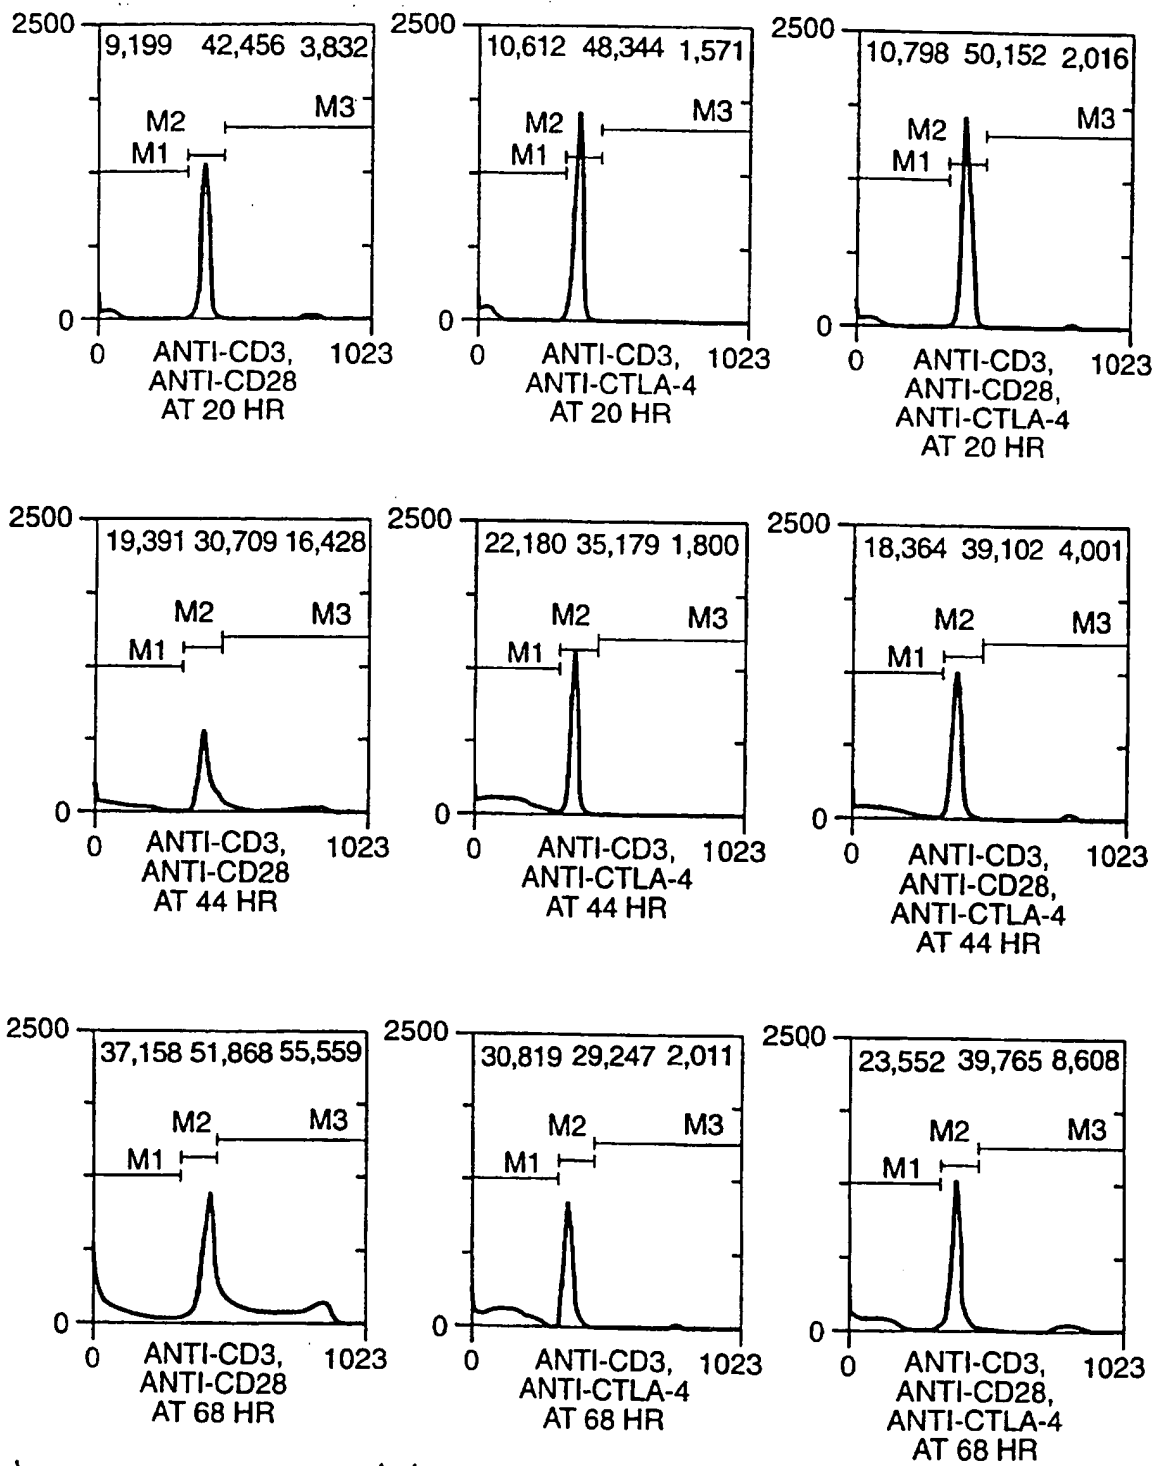 2500
9,199 42,456 3,832
M3
M2
M1
0
0 1023
ANTI-CD3,
ANTI-CD28
AT 20 HR
2500
10,612 48,344 1,571
M3
M2
M1
0
0 1023
ANTI-CD3,
ANTI-CTLA-4
AT 20 HR
2500
10,798 50,152 2,016
M3
M2
M1
0
0 1023
ANTI-CD3,
ANTI-CD28,
ANTI-CTLA-4
AT 20 HR
2500
19,391 30,709 16,428
M2 M3
M1
0
0 1023
ANTI-CD3,
ANTI-CD28
AT 44 HR
2500
22,180 35,179 1,800
M2 M3
M1
0
0 1023
ANTI-CD3,
ANTI-CTLA-4
AT 44 HR
2500
18,364 39,102 4,001
M2 M3
M1
0
0 1023
ANTI-CD3,
ANTI-CD28,
ANTI-CTLA-4
AT 44 HR
2500
37,158 51,868 55,559
M2 M3
M1
0
0 1023
ANTI-CD3,
ANTI-CD28
AT 68 HR
2500
30,819 29,247 2,011
M2 M3
M1
0
0 1023
ANTI-CD3,
ANTI-CTLA-4
AT 68 HR
2500
23,552 39,765 8,608
M2 M3
M1
0
0 1023
ANTI-CD3,
ANTI-CD28,
ANTI-CTLA-4
AT 68 HR